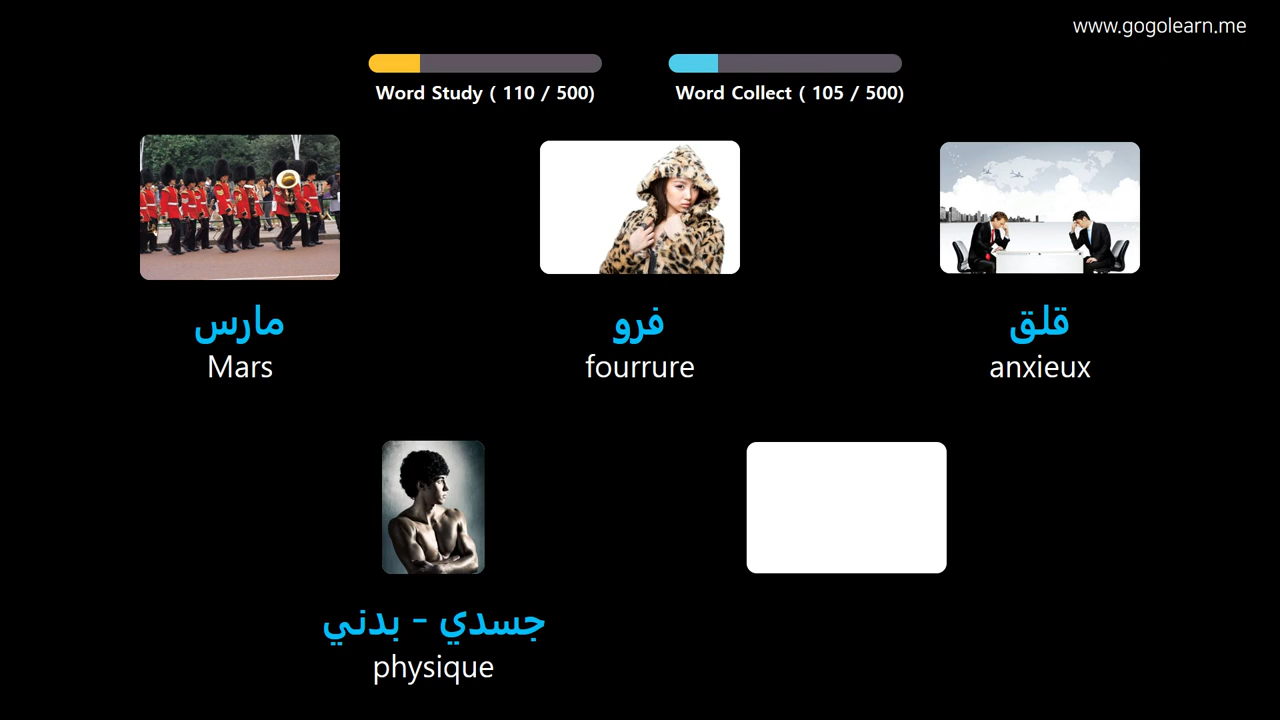 www.gogolearn.me
Word Study ( 110 / 500)
Word Collect ( 105 / 500)
مارس
Mars
فرو
fourrure
قلق
anxieux
جسدي - بدني
physique